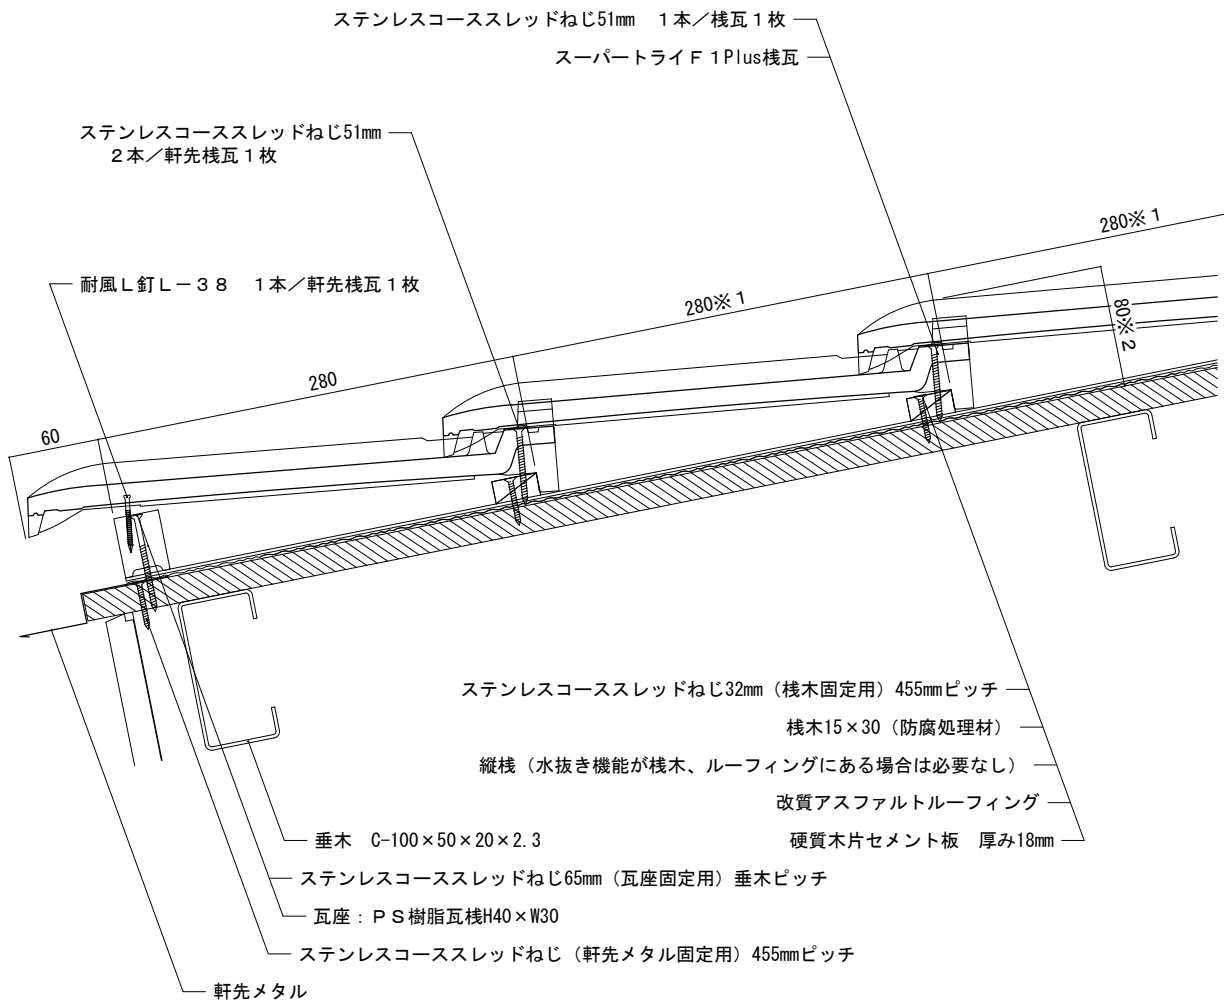 ステンレスコーススレッドねじ51mm　１本／桟瓦１枚
スーパートライＦ１Plus桟瓦
ステンレスコーススレッドねじ51mm
２本／軒先桟瓦１枚
280※１
耐風Ｌ釘Ｌ－３８　１本／軒先桟瓦１枚
280※１
80※２
280
60
ステンレスコーススレッドねじ32mm（桟木固定用）455mmピッチ
桟木15×30（防腐処理材）
縦桟（水抜き機能が桟木、ルーフィングにある場合は必要なし）
改質アスファルトルーフィング
硬質木片セメント板　厚み18mm
垂木　C-100×50×20×2.3
ステンレスコーススレッドねじ65mm（瓦座固定用）垂木ピッチ
瓦座：ＰＳ樹脂瓦桟H40×W30
ステンレスコーススレッドねじ（軒先メタル固定用）455mmピッチ
軒先メタル